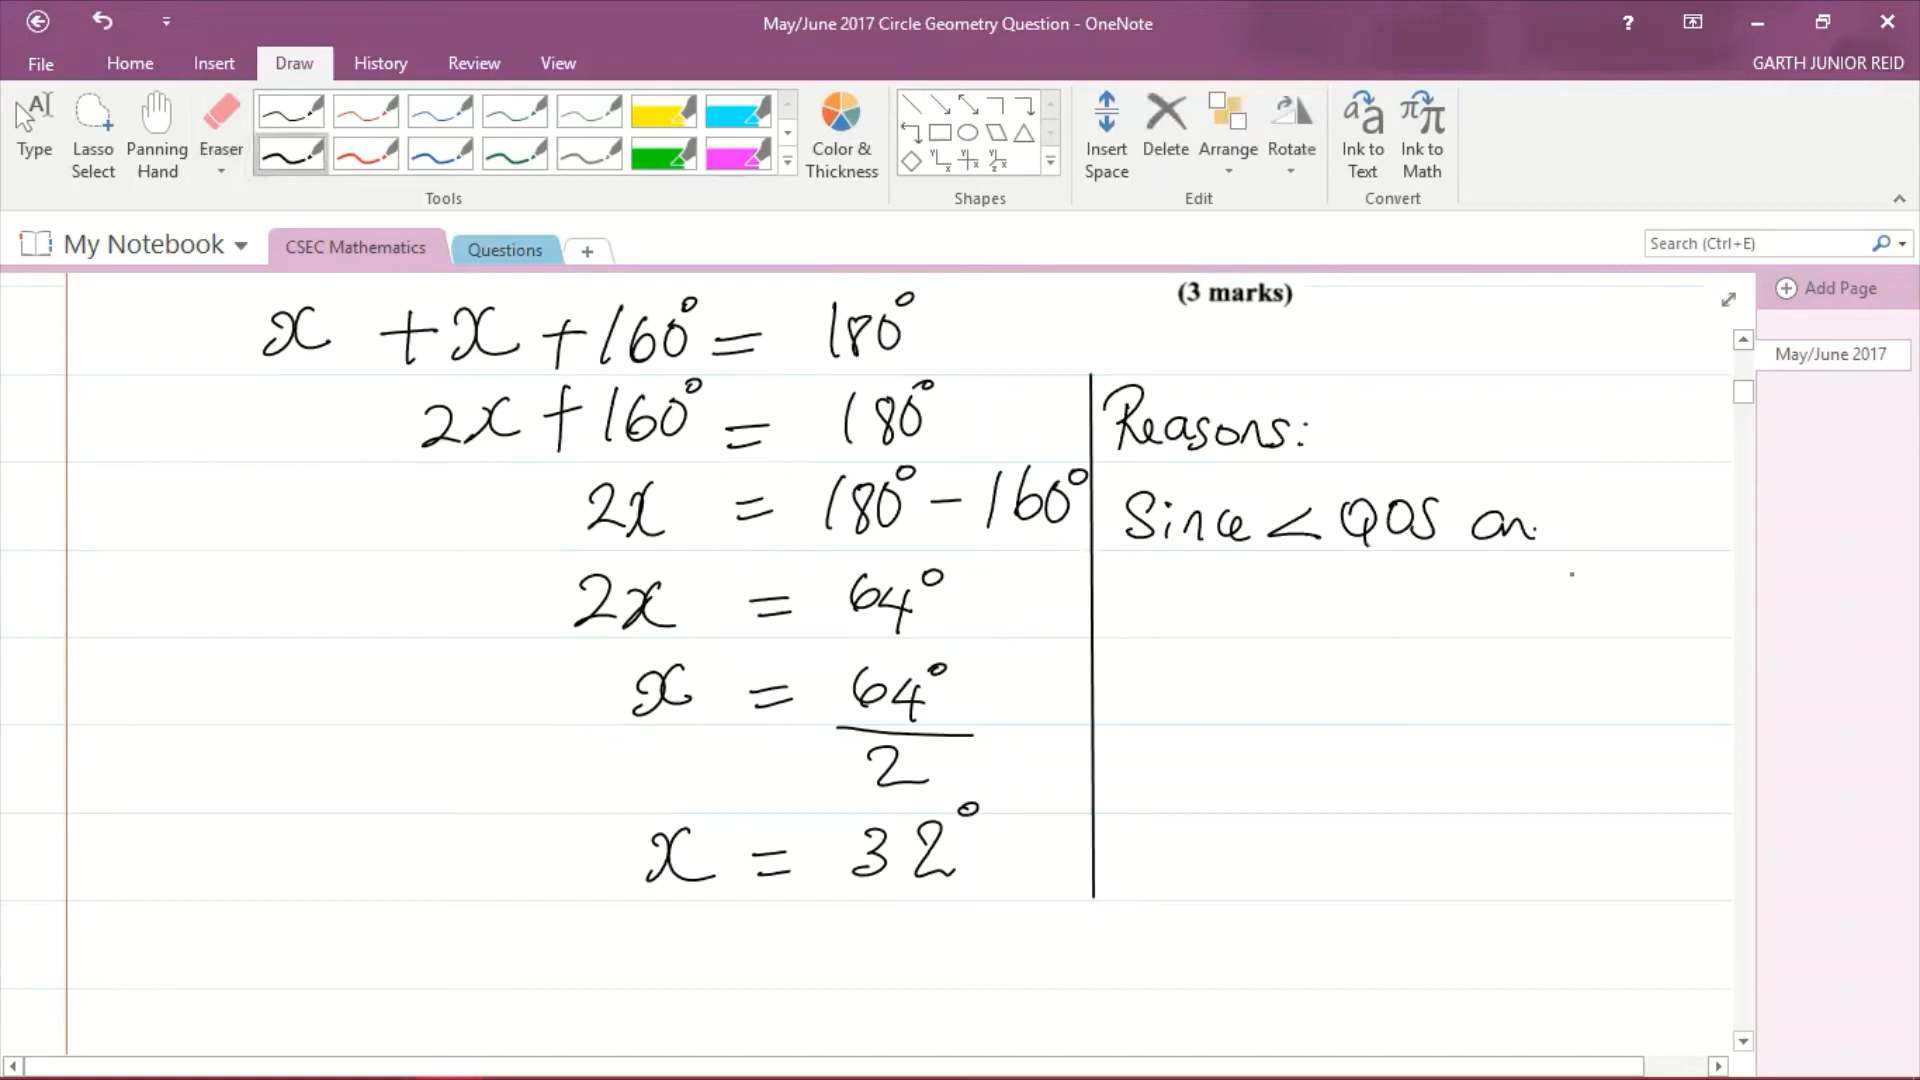 May/June 2017 Circle Geometry Question - OneNote
?
File
Home
Insert
Draw
History
Review
View
GARTH JUNIOR REID
Type
Lasso Select
Panning Hand
Eraser
Color & Thickness
Insert Space
Delete
Arrange
Rotate
Ink to Text
Ink to Math
Tools
Shapes
Edit
Convert
My Notebook
CSEC Mathematics
Questions
+
Search (Ctrl+E)
Add Page
May/June 2017
(3 marks)
x + x + 160° = 180°
2x + 160° = 180°
2x = 180° - 160°
2x = 64°
x = 64°
2
x = 32°
Reasons:
Since < QOS an